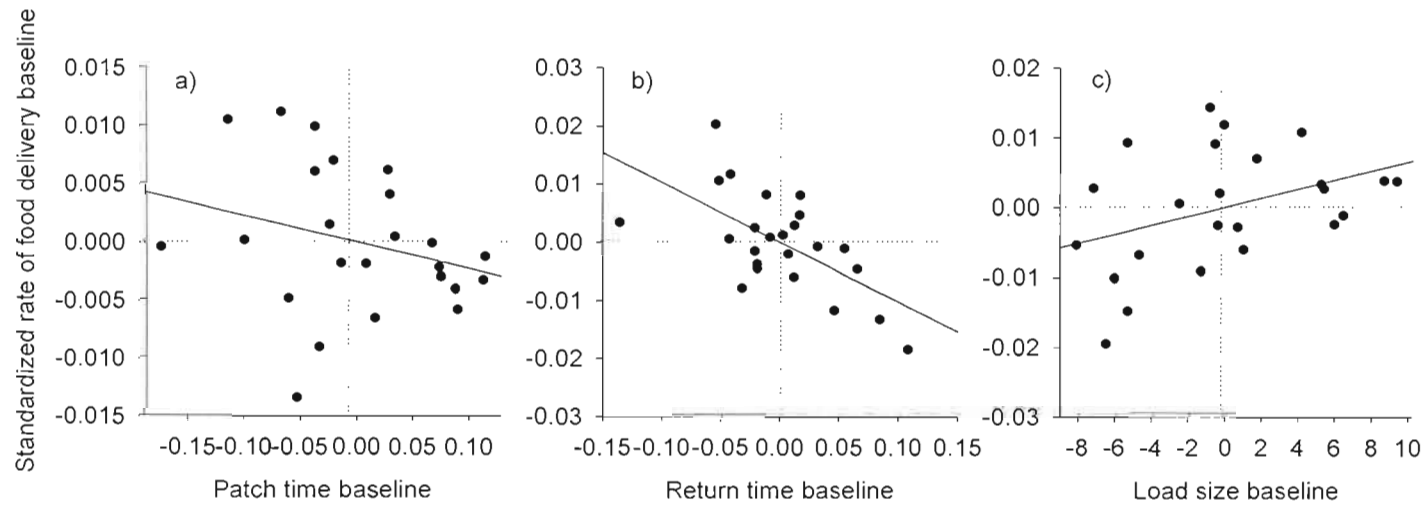 Standardized rate of food delivery baseline
a)
0.015
0.010
0.005
0.000
-0.005
-0.010
-0.015
-0.15 -0.10 -0.05 0.00 0.05 0.10
Patch time baseline
b)
0.03
0.02
0.01
0.00
-0.01
-0.02
-0.03
-0.15 -0.10 -0.05 0.00 0.05 0.10 0.15
Return time baseline
c)
0.02
0.01
0.00
-0.01
-0.02
-0.03
-8 -6 -4 -2 0 2 4 6 8 10
Load size baseline